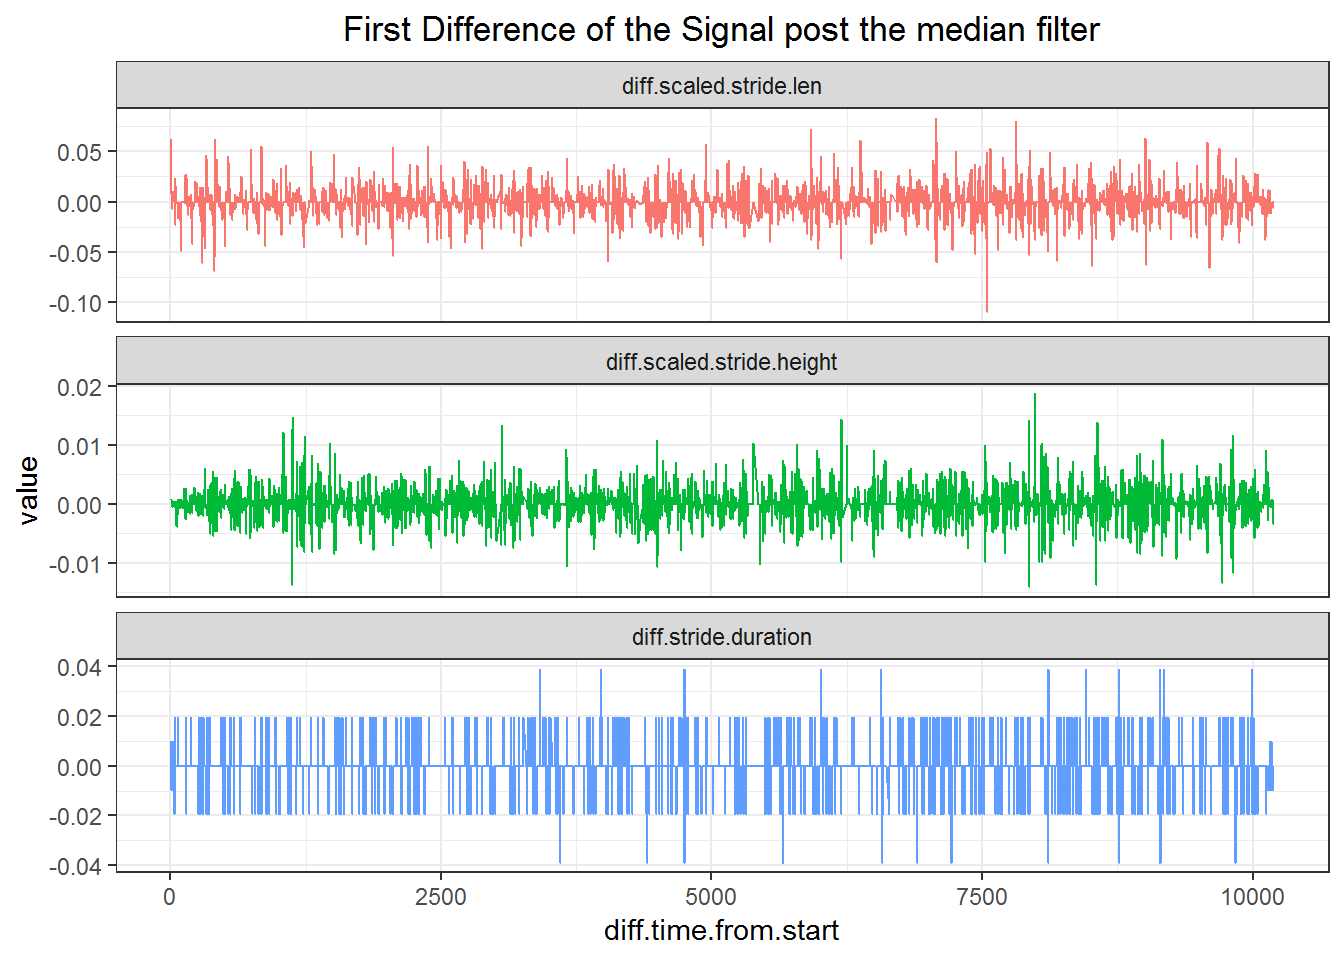 First Difference of the Signal post the median filter
diff.scaled.stride.len
0.05
0.00
-0.05
-0.10
diff.scaled.stride.height
0.02
0.01
0.00
-0.01
value
diff.stride.duration
0.04
0.02
0.00
-0.02
-0.04
0 2500 5000 7500 10000
diff.time.from.start